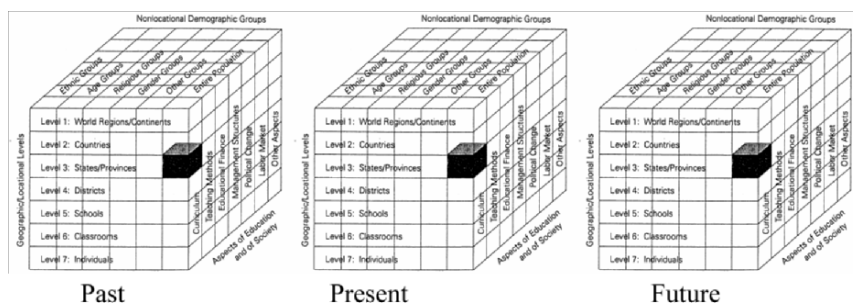 Nonlocational Demographic Groups
Ethnic Groups
Age Groups
Religious Groups
Gender Groups
Other Groups
Entire Population
Geographic/Locational Levels
Level 1: World Regions/Continents
Level 2: Countries
Level 3: States/Provinces
Level 4: Districts
Level 5: Schools
Level 6: Classrooms
Level 7: Individuals
Curriculum
Teaching Methods
Educational Finance
Management Structures
Political Change
Labor Market
Other Aspects
Aspects of Education
and of Society
Past
Nonlocational Demographic Groups
Ethnic Groups
Age Groups
Religious Groups
Gender Groups
Other Groups
Entire Population
Geographic/Locational Levels
Level 1: World Regions/Continents
Level 2: Countries
Level 3: States/Provinces
Level 4: Districts
Level 5: Schools
Level 6: Classrooms
Level 7: Individuals
Curriculum
Teaching Methods
Educational Finance
Management Structures
Political Change
Labor Market
Other Aspects
Aspects of Education
and of Society
Present
Nonlocational Demographic Groups
Ethnic Groups
Age Groups
Religious Groups
Gender Groups
Other Groups
Entire Population
Geographic/Locational Levels
Level 1: World Regions/Continents
Level 2: Countries
Level 3: States/Provinces
Level 4: Districts
Level 5: Schools
Level 6: Classrooms
Level 7: Individuals
Curriculum
Teaching Methods
Educational Finance
Management Structures
Political Change
Labor Market
Other Aspects
Aspects of Education
and of Society
Future